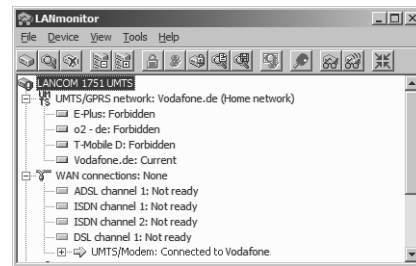 LANmonitor
File Device View Tools Help
LANCOM 1751 UMTS
UMTS/GPRS network: Vodafone.de (Home network)
E-Plus: Forbidden
o2 - de: Forbidden
T-Mobile D: Forbidden
Vodafone.de: Current
WAN connections: None
ADSL channel 1: Not ready
ISDN channel 1: Not ready
ISDN channel 2: Not ready
DSL channel 1: Not ready
UMTS/Modem: Connected to Vodafone